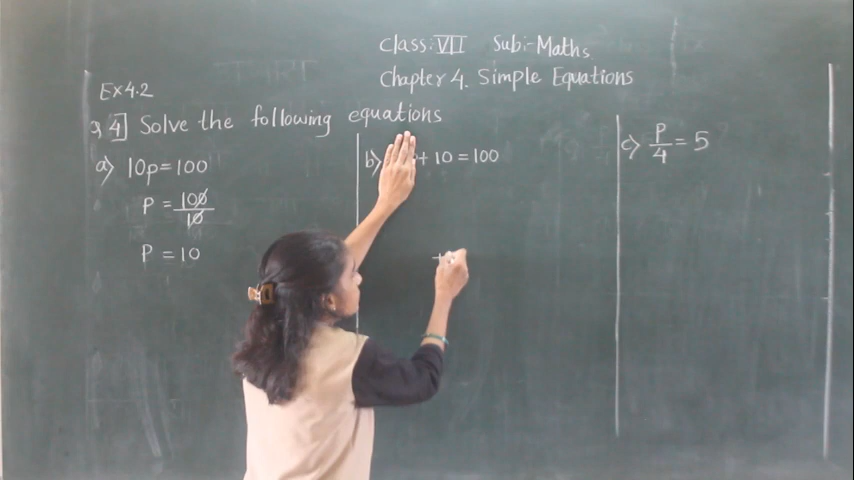 Class: VII Sub:-Maths
Chapter 4. Simple Equations
Ex 4.2
Q 4] Solve the following equations
a) 10p=100
P = 100/10
P = 10
b) + 10 = 100
+
c) P/4 = 5